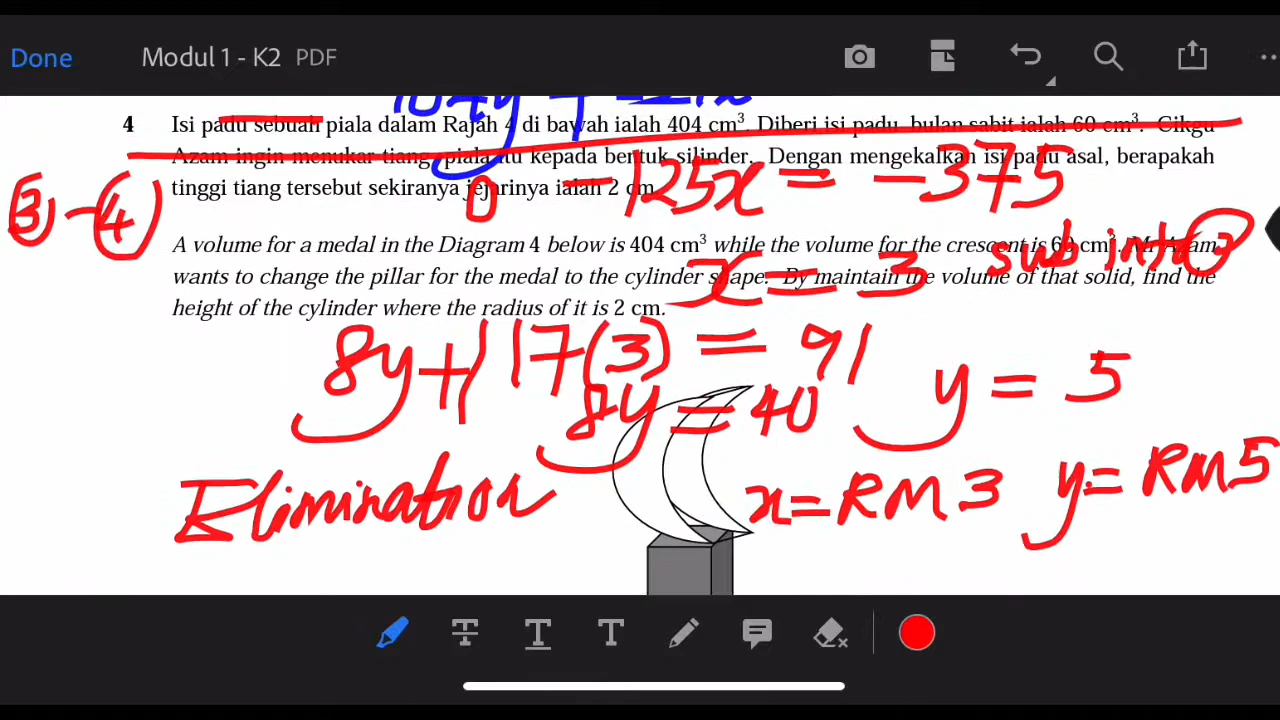 Done Modul 1 - K2 PDF
4 Isi padu sebuah piala dalam Rajah 4 di bawah ialah 404 cm³. Diberi isi padu bulan sabit ialah 60 cm³. Cikgu
Azam ingin menukar tiang piala itu kepada bentuk silinder. Dengan mengekalkan isi padu asal, berapakah
tinggi tiang tersebut sekiranya jejarinya ialah 2 cm.
③ - ④
0 - 125x = - 375
A volume for a medal in the Diagram 4 below is 404 cm³ while the volume for the crescent is 60 cm³. Mr Azam
wants to change the pillar for the medal to the cylinder shape. By maintain the volume of that solid, find the
height of the cylinder where the radius of it is 2 cm.
sub into
x = 3
8y + 17(3) = 91
8y = 40
y = 5
Elimination
x = RM 3 y = RM 5
T T